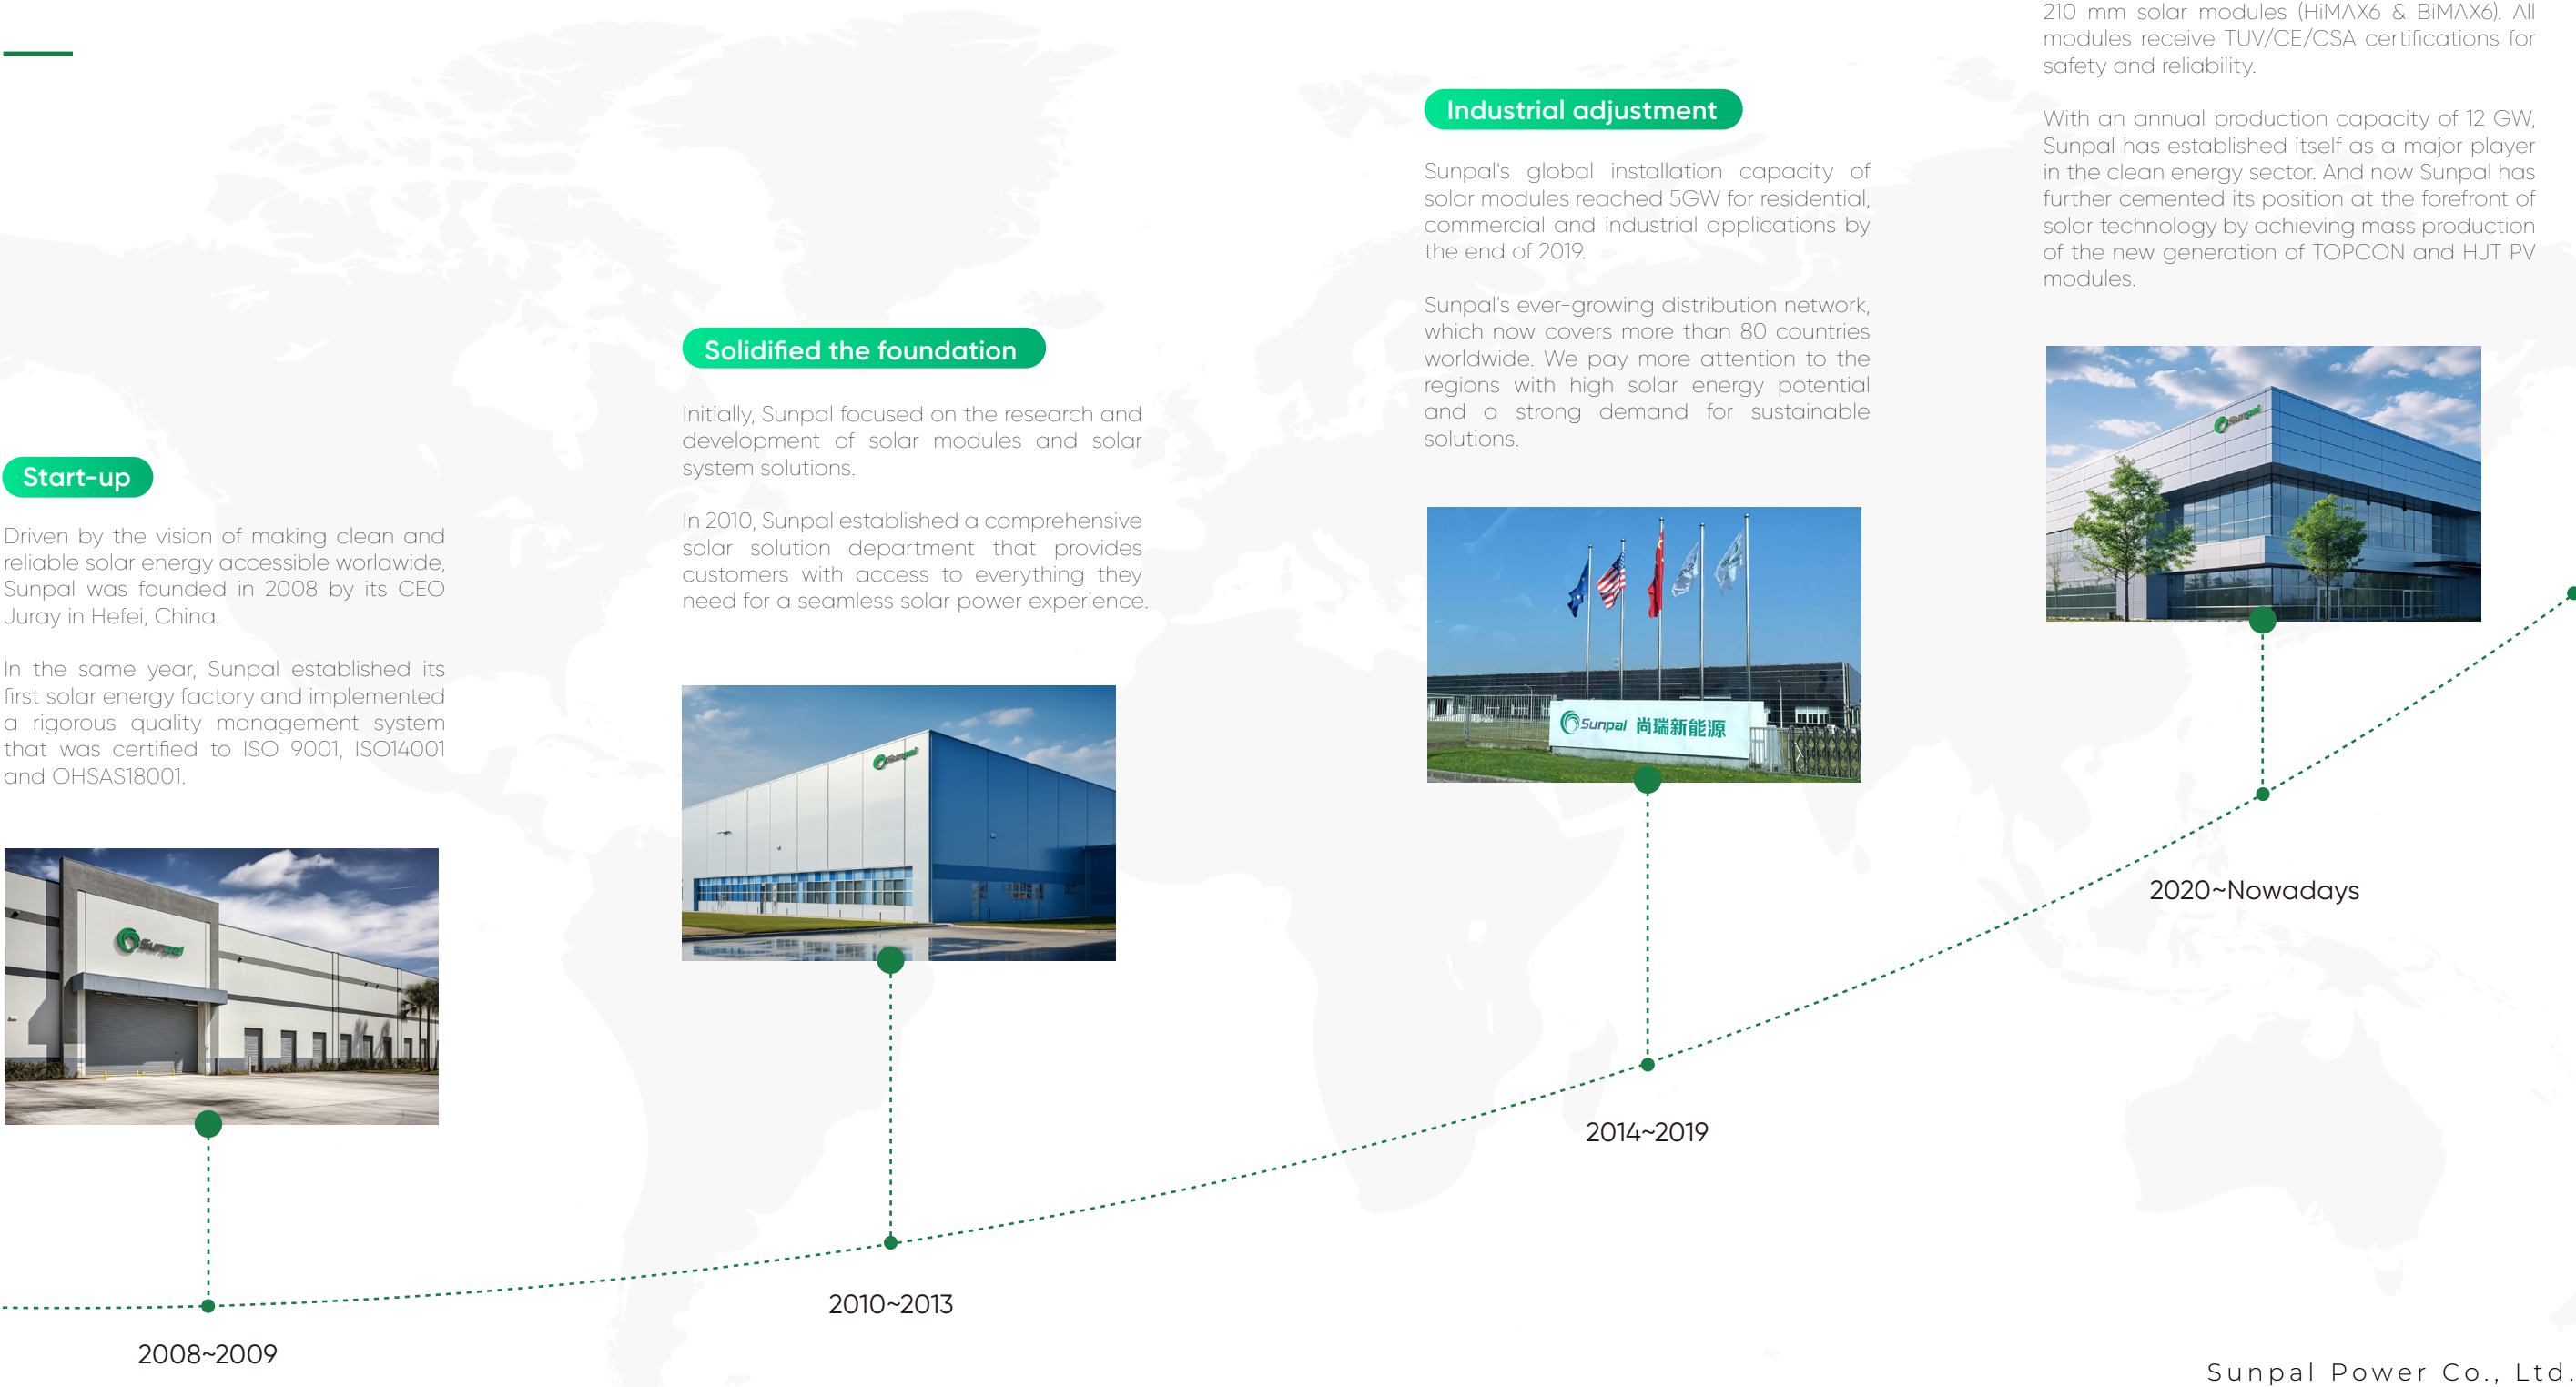 Start-up
Driven by the vision of making clean and
reliable solar energy accessible worldwide,
Sunpal was founded in 2008 by its CEO
Juray in Hefei, China.
In the same year, Sunpal established its
first solar energy factory and implemented
a rigorous quality management system
that was certified to ISO 9001, ISO14001
and OHSAS18001.
Sunpal
2008~2009
Solidified the foundation
Initially, Sunpal focused on the research and
development of solar modules and solar
system solutions.
In 2010, Sunpal established a comprehensive
solar solution department that provides
customers with access to everything they
need for a seamless solar power experience.
Sunpal
2010~2013
Industrial adjustment
Sunpal's global installation capacity of
solar modules reached 5GW for residential,
commercial and industrial applications by
the end of 2019.
Sunpal's ever-growing distribution network,
which now covers more than 80 countries
worldwide. We pay more attention to the
regions with high solar energy potential
and a strong demand for sustainable
solutions.
Sunpal 尚瑞新能源
2014~2019
210 mm solar modules (HiMAX6 & BiMAX6). All
modules receive TUV/CE/CSA certifications for
safety and reliability.
With an annual production capacity of 12 GW,
Sunpal has established itself as a major player
in the clean energy sector. And now Sunpal has
further cemented its position at the forefront of
solar technology by achieving mass production
of the new generation of TOPCON and HJT PV
modules.
Sunpal
2020~Nowadays
Sunpal Power Co., Ltd.